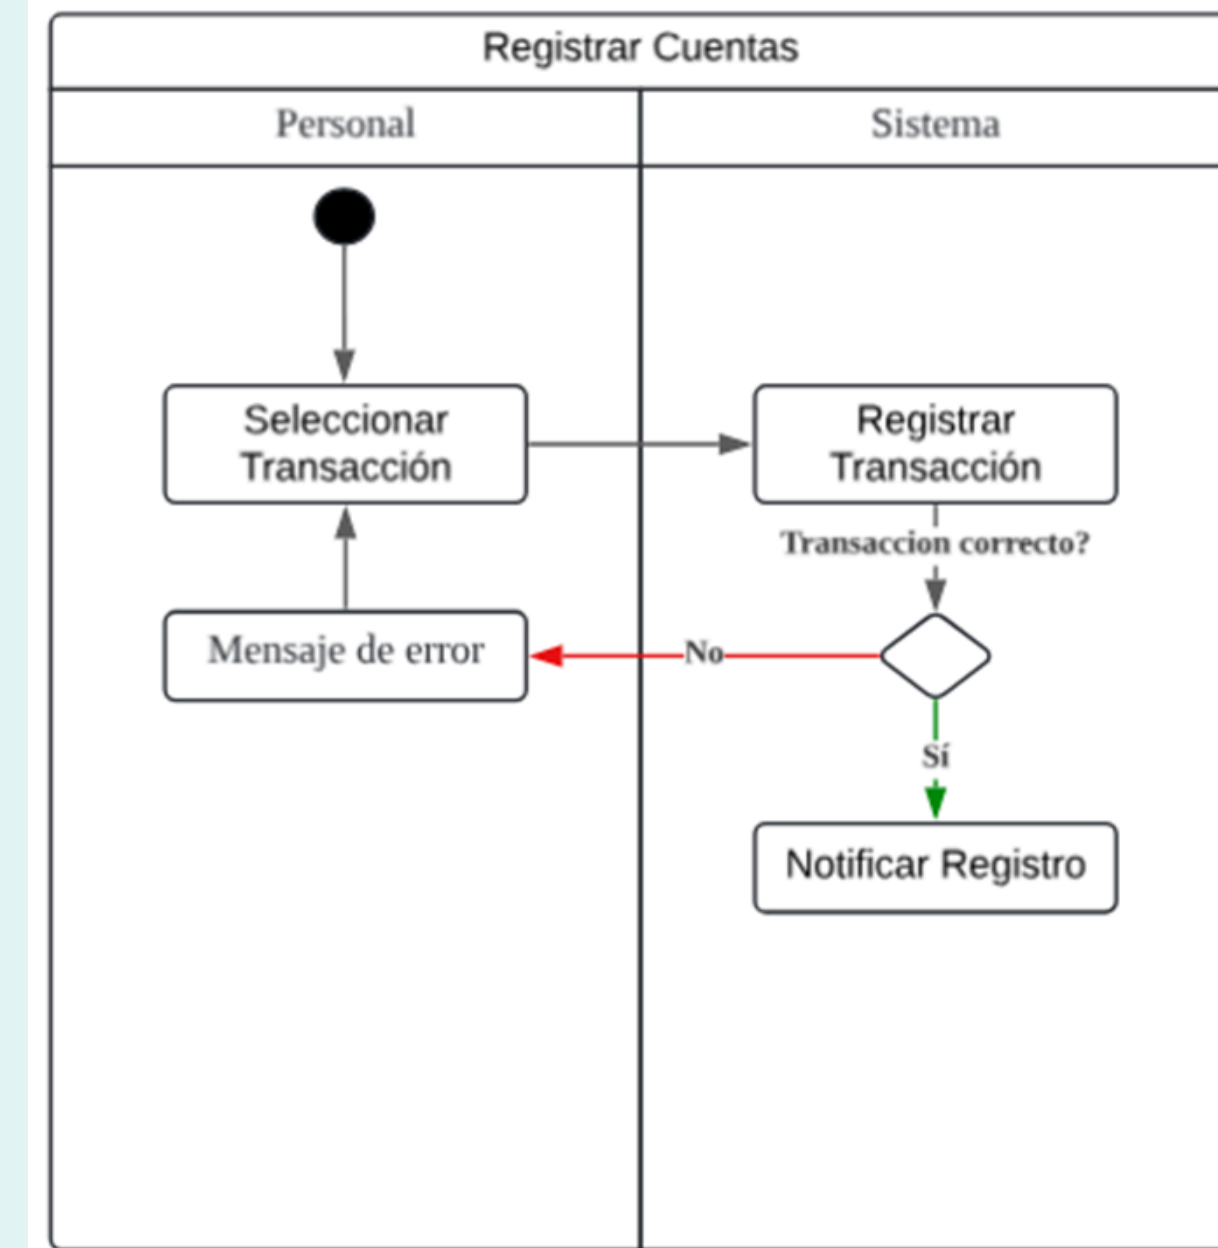 Registrar Cuentas
Personal
Sistema
Seleccionar
Transacción
Registrar
Transacción
Transaccion correcto?
Mensaje de error
No
Sí
Notificar Registro